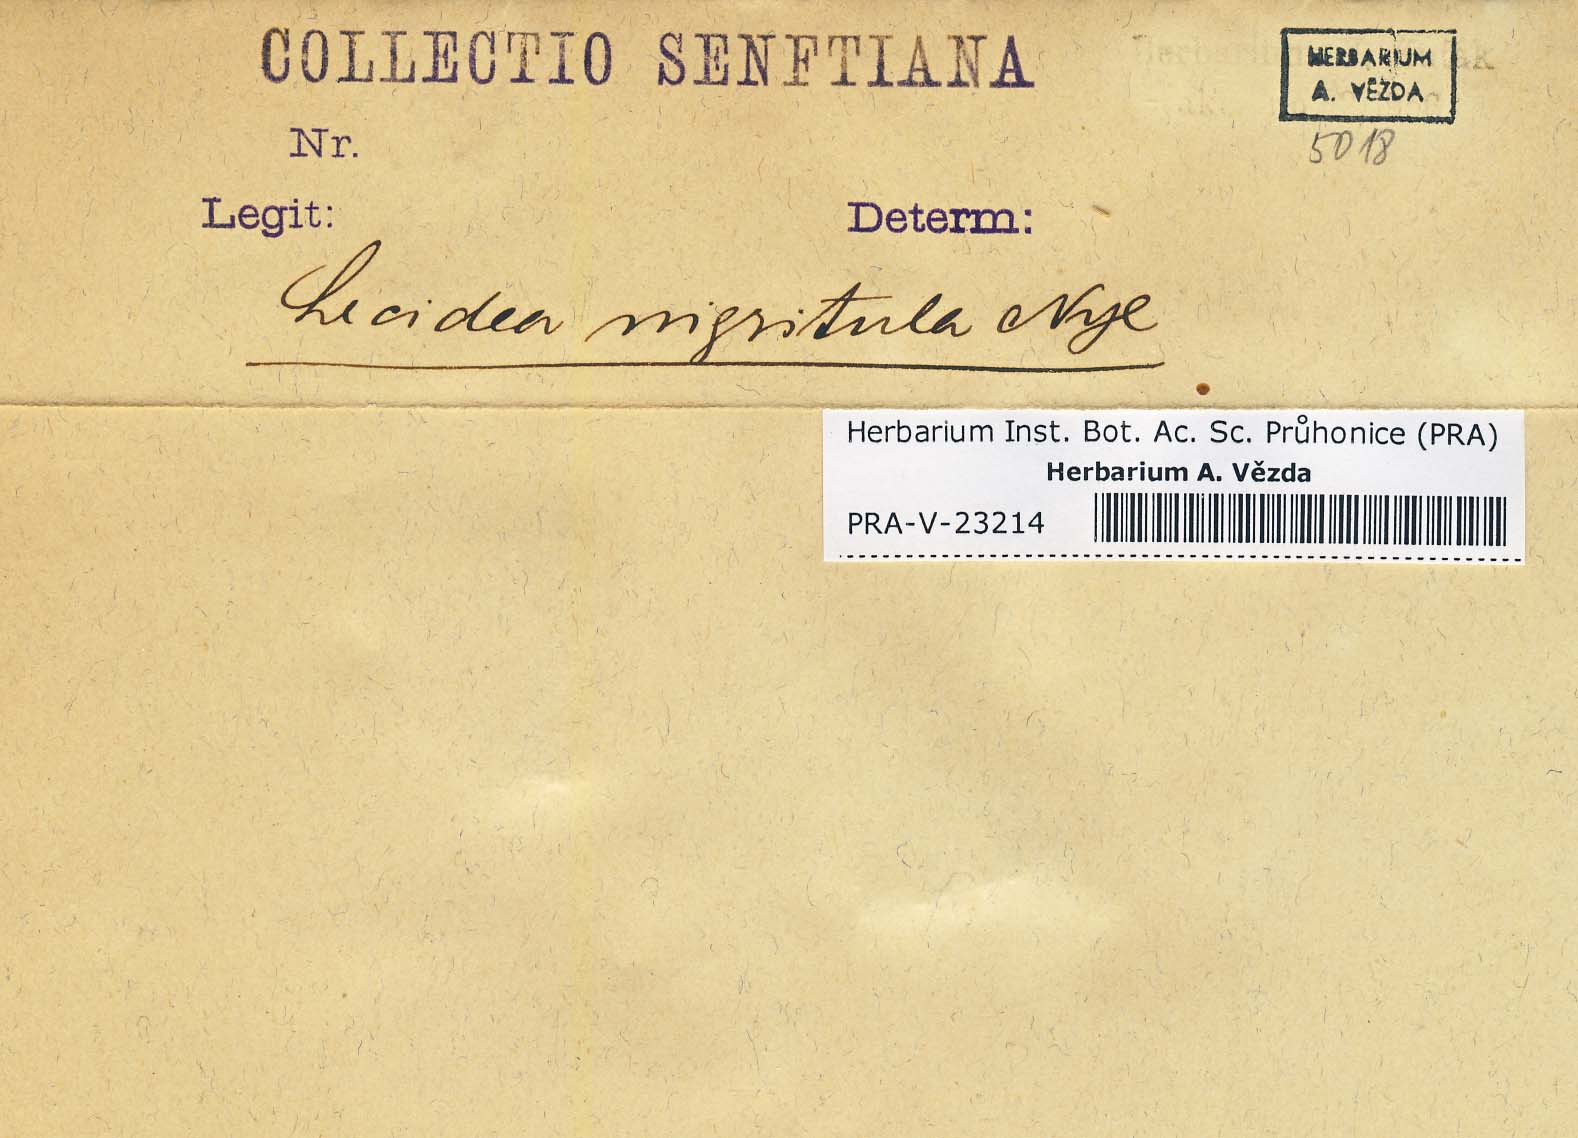 COLLECTIO SENFTIANA
HERBARIUM
A. VĚZDA
5018
Nr.
Legit:
Determ:
Lecidea nigritula Nyl
Herbarium Inst. Bot. Ac. Sc. Průhonice (PRA)
Herbarium A. Vězda
PRA-V-23214